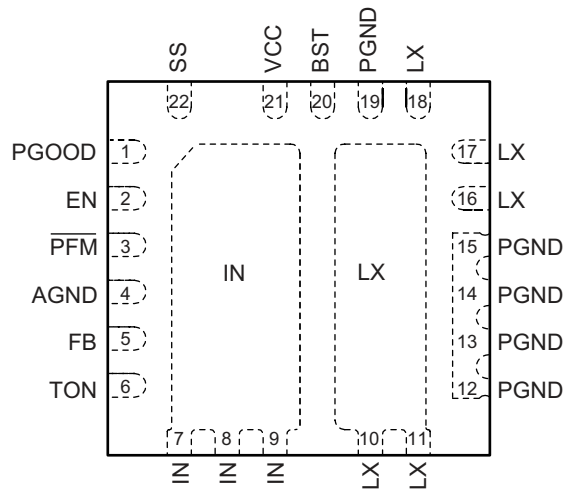 SS
VCC
BST
PGND
LX
22
21
20
19
18
PGOOD 1
EN 2
PFM 3
AGND 4
FB 5
TON 6
IN
LX
17 LX
16 LX
15 PGND
14 PGND
13 PGND
12 PGND
7
8
9
10
11
IN
IN
IN
LX
LX